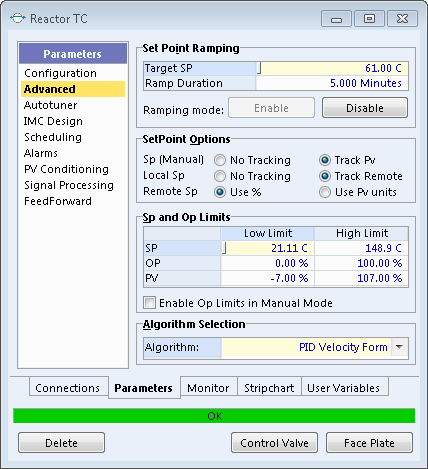 Reactor TC
Parameters
Configuration
Advanced
Autotuner
IMC Design
Scheduling
Alarms
PV Conditioning
Signal Processing
FeedForward
Set Point Ramping
Target SP 61.00 C
Ramp Duration 5.000 Minutes
Ramping mode: Enable Disable
SetPoint Options
Sp (Manual) No Tracking Track Pv
Local Sp No Tracking Track Remote
Remote Sp Use % Use Pv units
Sp and Op Limits
Low Limit High Limit
SP 21.11 C 148.9 C
OP 0.00 % 100.00 %
PV -7.00 % 107.00 %
Enable Op Limits in Manual Mode
Algorithm Selection
Algorithm: PID Velocity Form
Connections Parameters Monitor Stripchart User Variables
OK
Delete Control Valve Face Plate